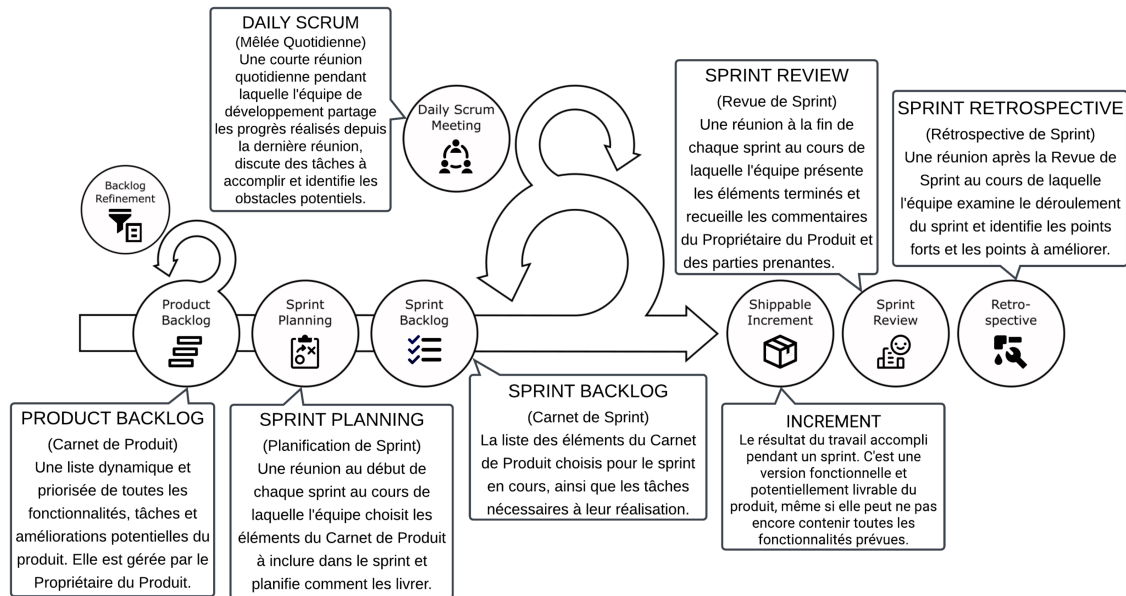 DAILY SCRUM
(Mêlée Quotidienne)
Une courte réunion
quotidienne pendant
laquelle l'équipe de
développement partage
les progrès réalisés depuis
la dernière réunion,
discute des tâches à
accomplir et identifie les
obstacles potentiels.
Daily Scrum
Meeting
SPRINT REVIEW
(Revue de Sprint)
Une réunion à la fin de
chaque sprint au cours de
laquelle l'équipe présente
les éléments terminés et
recueille les commentaires
du Propriétaire du Produit et
des parties prenantes.
SPRINT RETROSPECTIVE
(Rétrospective de Sprint)
Une réunion après la Revue de
Sprint au cours de laquelle
l'équipe examine le déroulement
du sprint et identifie les points
forts et les points à améliorer.
Backlog
Refinement
Product
Backlog
Sprint
Planning
Sprint
Backlog
Shippable
Increment
Sprint
Review
Retro-
spective
PRODUCT BACKLOG
(Carnet de Produit)
Une liste dynamique et
priorisée de toutes les
fonctionnalités, tâches et
améliorations potentielles du
produit. Elle est gérée par le
Propriétaire du Produit.
SPRINT PLANNING
(Planification de Sprint)
Une réunion au début de
chaque sprint au cours de
laquelle l'équipe choisit les
éléments du Carnet de Produit
à inclure dans le sprint et
planifie comment les livrer.
SPRINT BACKLOG
(Carnet de Sprint)
La liste des éléments du Carnet
de Produit choisis pour le sprint
en cours, ainsi que les tâches
nécessaires à leur réalisation.
INCREMENT
Le résultat du travail accompli
pendant un sprint. C'est une
version fonctionnelle et
potentiellement livrable du
produit, même si elle peut ne pas
encore contenir toutes les
fonctionnalités prévues.